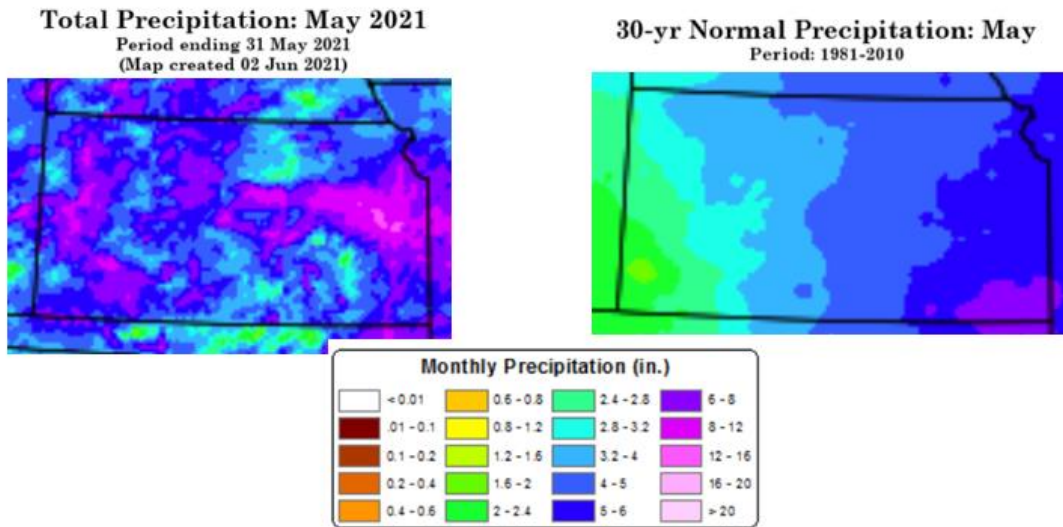 Total Precipitation: May 2021
Period ending 31 May 2021
(Map created 02 Jun 2021)
30-yr Normal Precipitation: May
Period: 1981-2010
Monthly Precipitation (in.)
< 0.01
.01 - 0.1
0.1 - 0.2
0.2 - 0.4
0.4 - 0.6
0.6 - 0.8
0.8 - 1.2
1.2 - 1.6
1.6 - 2
2 - 2.4
2.4 - 2.8
2.8 - 3.2
3.2 - 4
4 - 5
5 - 6
6 - 8
8 - 12
12 - 16
16 - 20
> 20